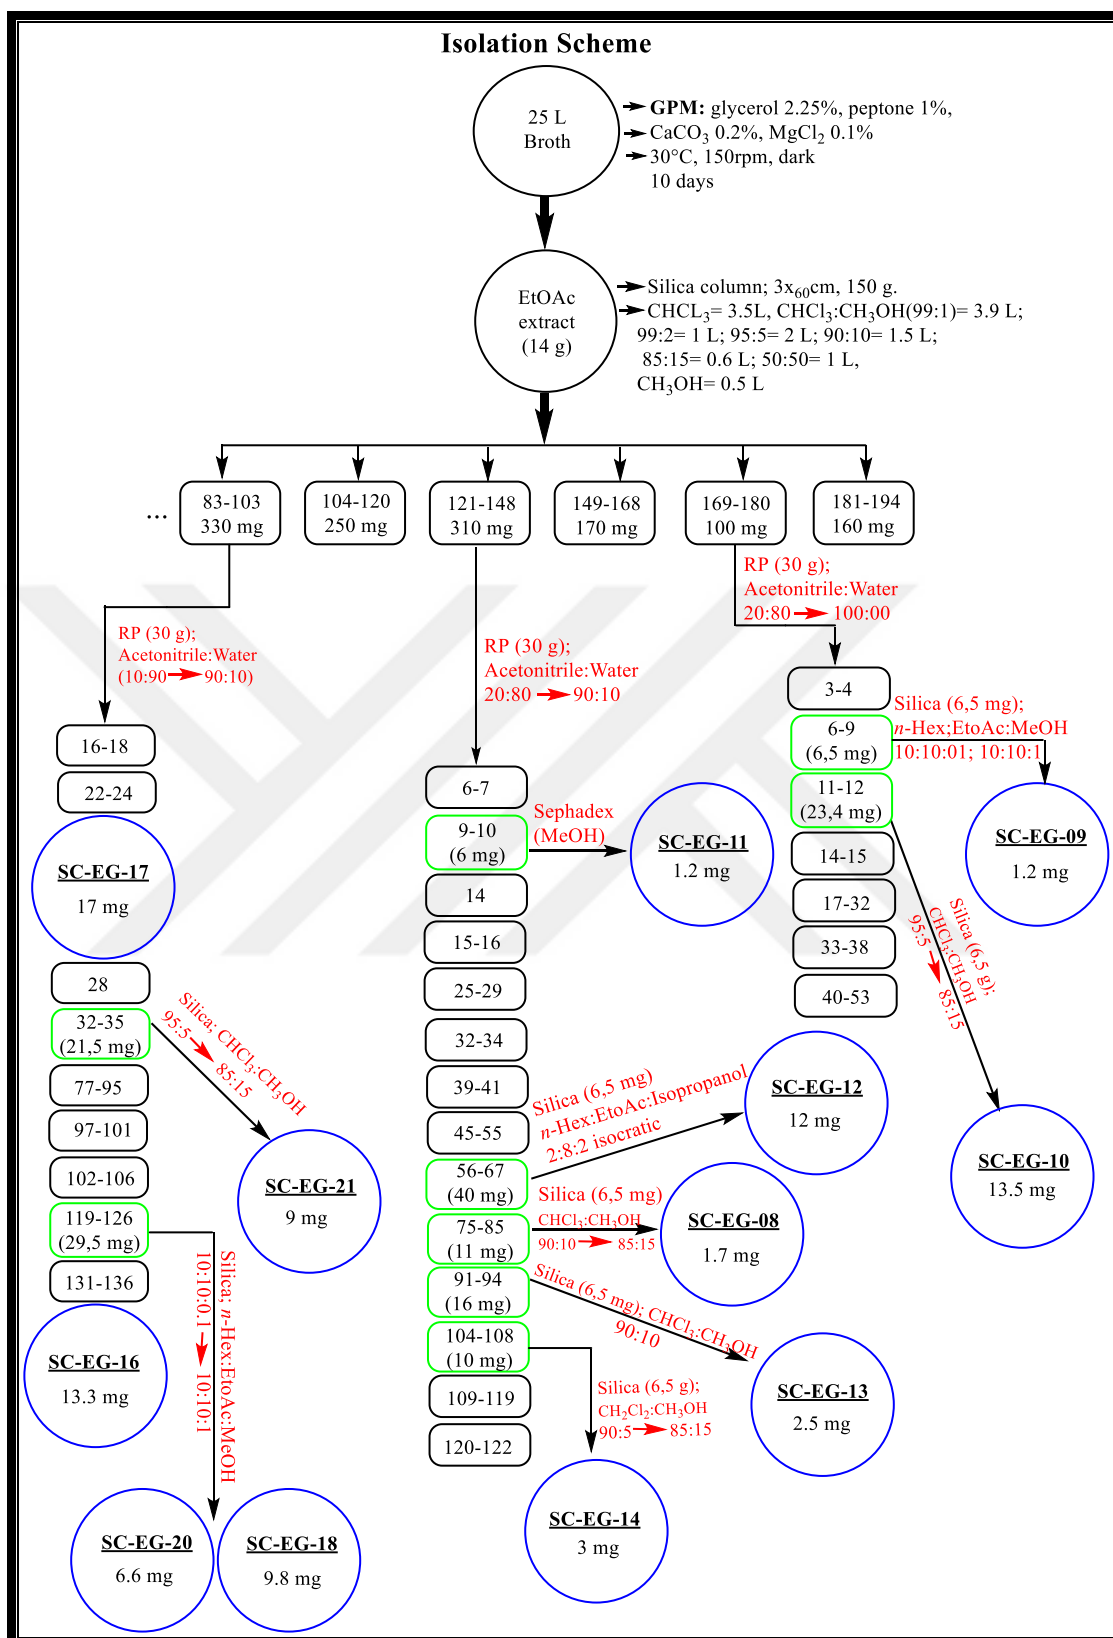 Isolation Scheme
25 L
Broth
GPM: glycerol 2.25%, peptone 1%,
CaCO₃ 0.2%, MgCl₂ 0.1%
30°C, 150rpm, dark
10 days
EtOAc
extract
(14 g)
Silica column; 3x₆₀cm, 150 g.
CHCL₃= 3.5L, CHCl₃:CH₃OH(99:1)= 3.9 L;
99:2= 1 L; 95:5= 2 L; 90:10= 1.5 L;
85:15= 0.6 L; 50:50= 1 L,
CH₃OH= 0.5 L
...
83-103
330 mg
104-120
250 mg
121-148
310 mg
149-168
170 mg
169-180
100 mg
181-194
160 mg
RP (30 g);
Acetonitrile:Water
(10:90 → 90:10)
16-18
22-24
SC-EG-17
17 mg
28
32-35
(21,5 mg)
Silica; CHCl₃:CH₃OH
95:5 → 85:15
SC-EG-21
9 mg
77-95
97-101
102-106
119-126
(29,5 mg)
Silica; n-Hex:EtoAc:MeOH
10:10:0.1 → 10:10:1
131-136
SC-EG-16
13.3 mg
SC-EG-20
6.6 mg
SC-EG-18
9.8 mg
RP (30 g);
Acetonitrile:Water
20:80 → 90:10
6-7
9-10
(6 mg)
Sephadex
(MeOH)
SC-EG-11
1.2 mg
14
15-16
25-29
32-34
39-41
45-55
56-67
(40 mg)
Silica (6,5 mg)
n-Hex:EtoAc:Isopropanol
2:8:2 isocratic
SC-EG-12
12 mg
75-85
(11 mg)
Silica (6,5 mg)
CHCl₃:CH₃OH
90:10 → 85:15
SC-EG-08
1.7 mg
91-94
(16 mg)
Silica (6,5 mg); CHCl₃:CH₃OH
90:10
SC-EG-13
2.5 mg
104-108
(10 mg)
Silica (6,5 g);
CH₂Cl₂:CH₃OH
90:5 → 85:15
SC-EG-14
3 mg
109-119
120-122
RP (30 g);
Acetonitrile:Water
20:80 → 100:00
3-4
6-9
(6,5 mg)
Silica (6,5 mg);
n-Hex;EtoAc:MeOH
10:10:01; 10:10:1
SC-EG-09
1.2 mg
11-12
(23,4 mg)
Silica (6,5 g);
CHCl₃:CH₃OH
95:5 → 85:15
SC-EG-10
13.5 mg
14-15
17-32
33-38
40-53